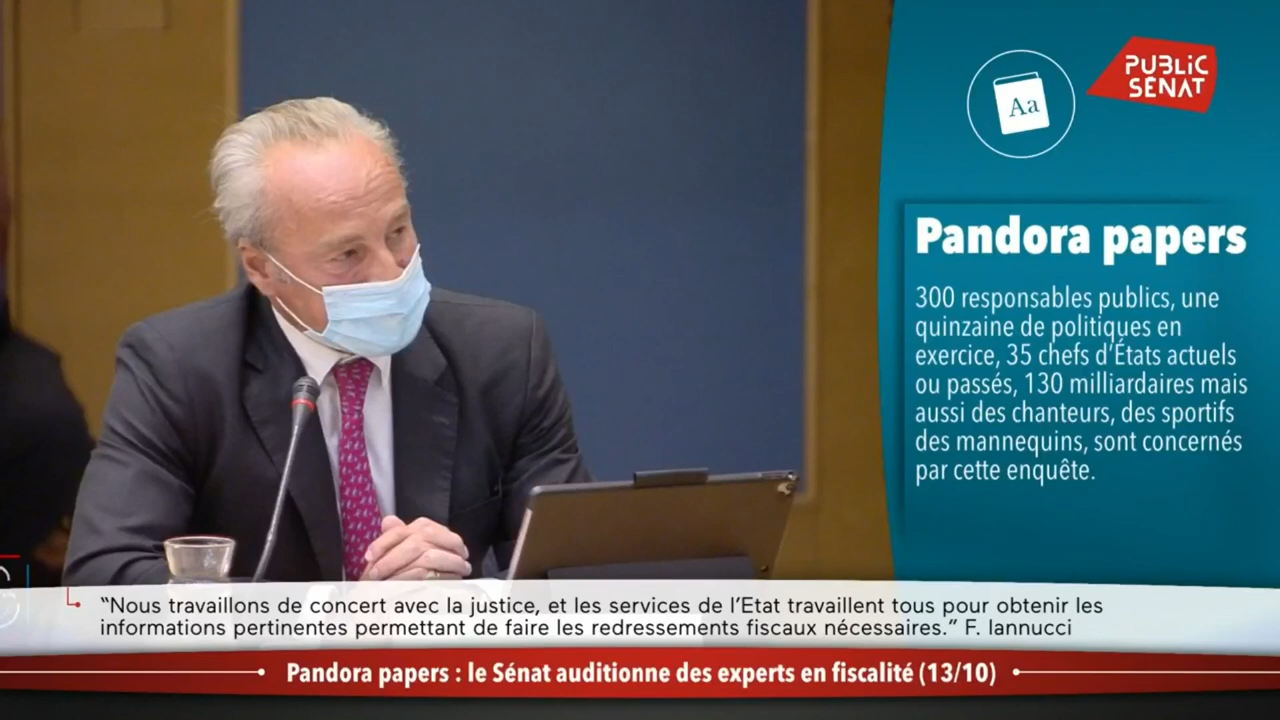 PUBLIC
SÉNAT
Aa
Pandora papers
300 responsables publics, une
quinzaine de politiques en
exercice, 35 chefs d'États actuels
ou passés, 130 milliardaires mais
aussi des chanteurs, des sportifs
des mannequins, sont concernés
par cette enquête.
"Nous travaillons de concert avec la justice, et les services de l'Etat travaillent tous pour obtenir les
informations pertinentes permettant de faire les redressements fiscaux nécessaires." F. Iannucci
Pandora papers : le Sénat auditionne des experts en fiscalité (13/10)